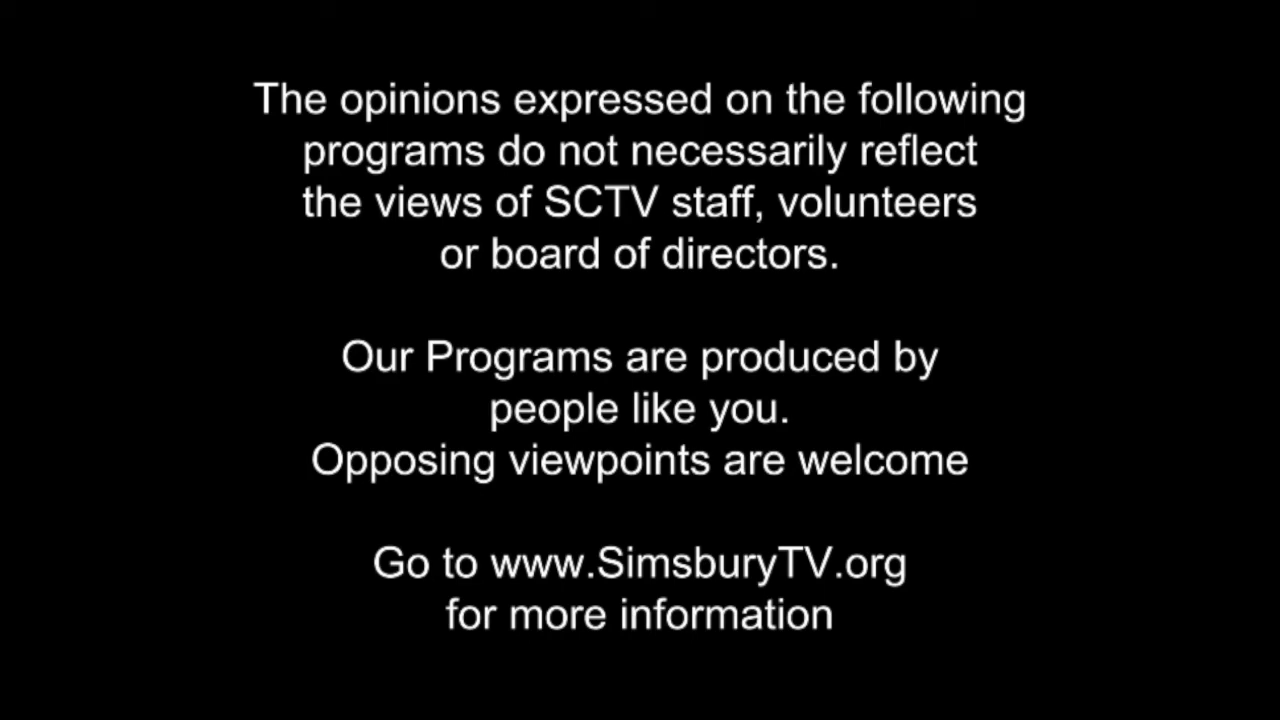 The opinions expressed on the following
programs do not necessarily reflect
the views of SCTV staff, volunteers
or board of directors.
Our Programs are produced by
people like you.
Opposing viewpoints are welcome
Go to www.SimsburyTV.org
for more information